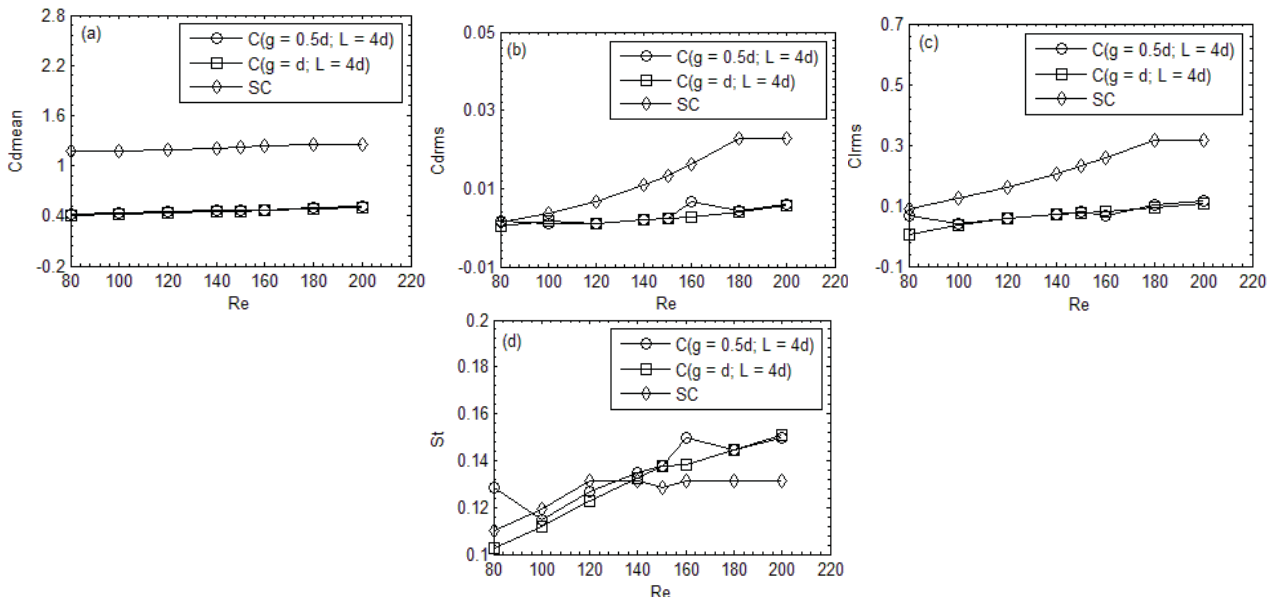 (a)
C(g = 0.5d; L = 4d)
C(g = d; L = 4d)
SC
2.8
2.2
1.6
1
0.4
-0.2
Cdrmean
80 100 120 140 160 180 200 220
Re
(b)
C(g = 0.5d; L = 4d)
C(g = d; L = 4d)
SC
0.05
0.03
0.01
-0.01
Cdrms
80 100 120 140 160 180 200 220
Re
(c)
C(g = 0.5d; L = 4d)
C(g = d; L = 4d)
SC
0.7
0.5
0.3
0.1
-0.1
Clrms
80 100 120 140 160 180 200 220
Re
(d)
C(g = 0.5d; L = 4d)
C(g = d; L = 4d)
SC
0.2
0.18
0.16
0.14
0.12
0.1
St
80 100 120 140 160 180 200 220
Re